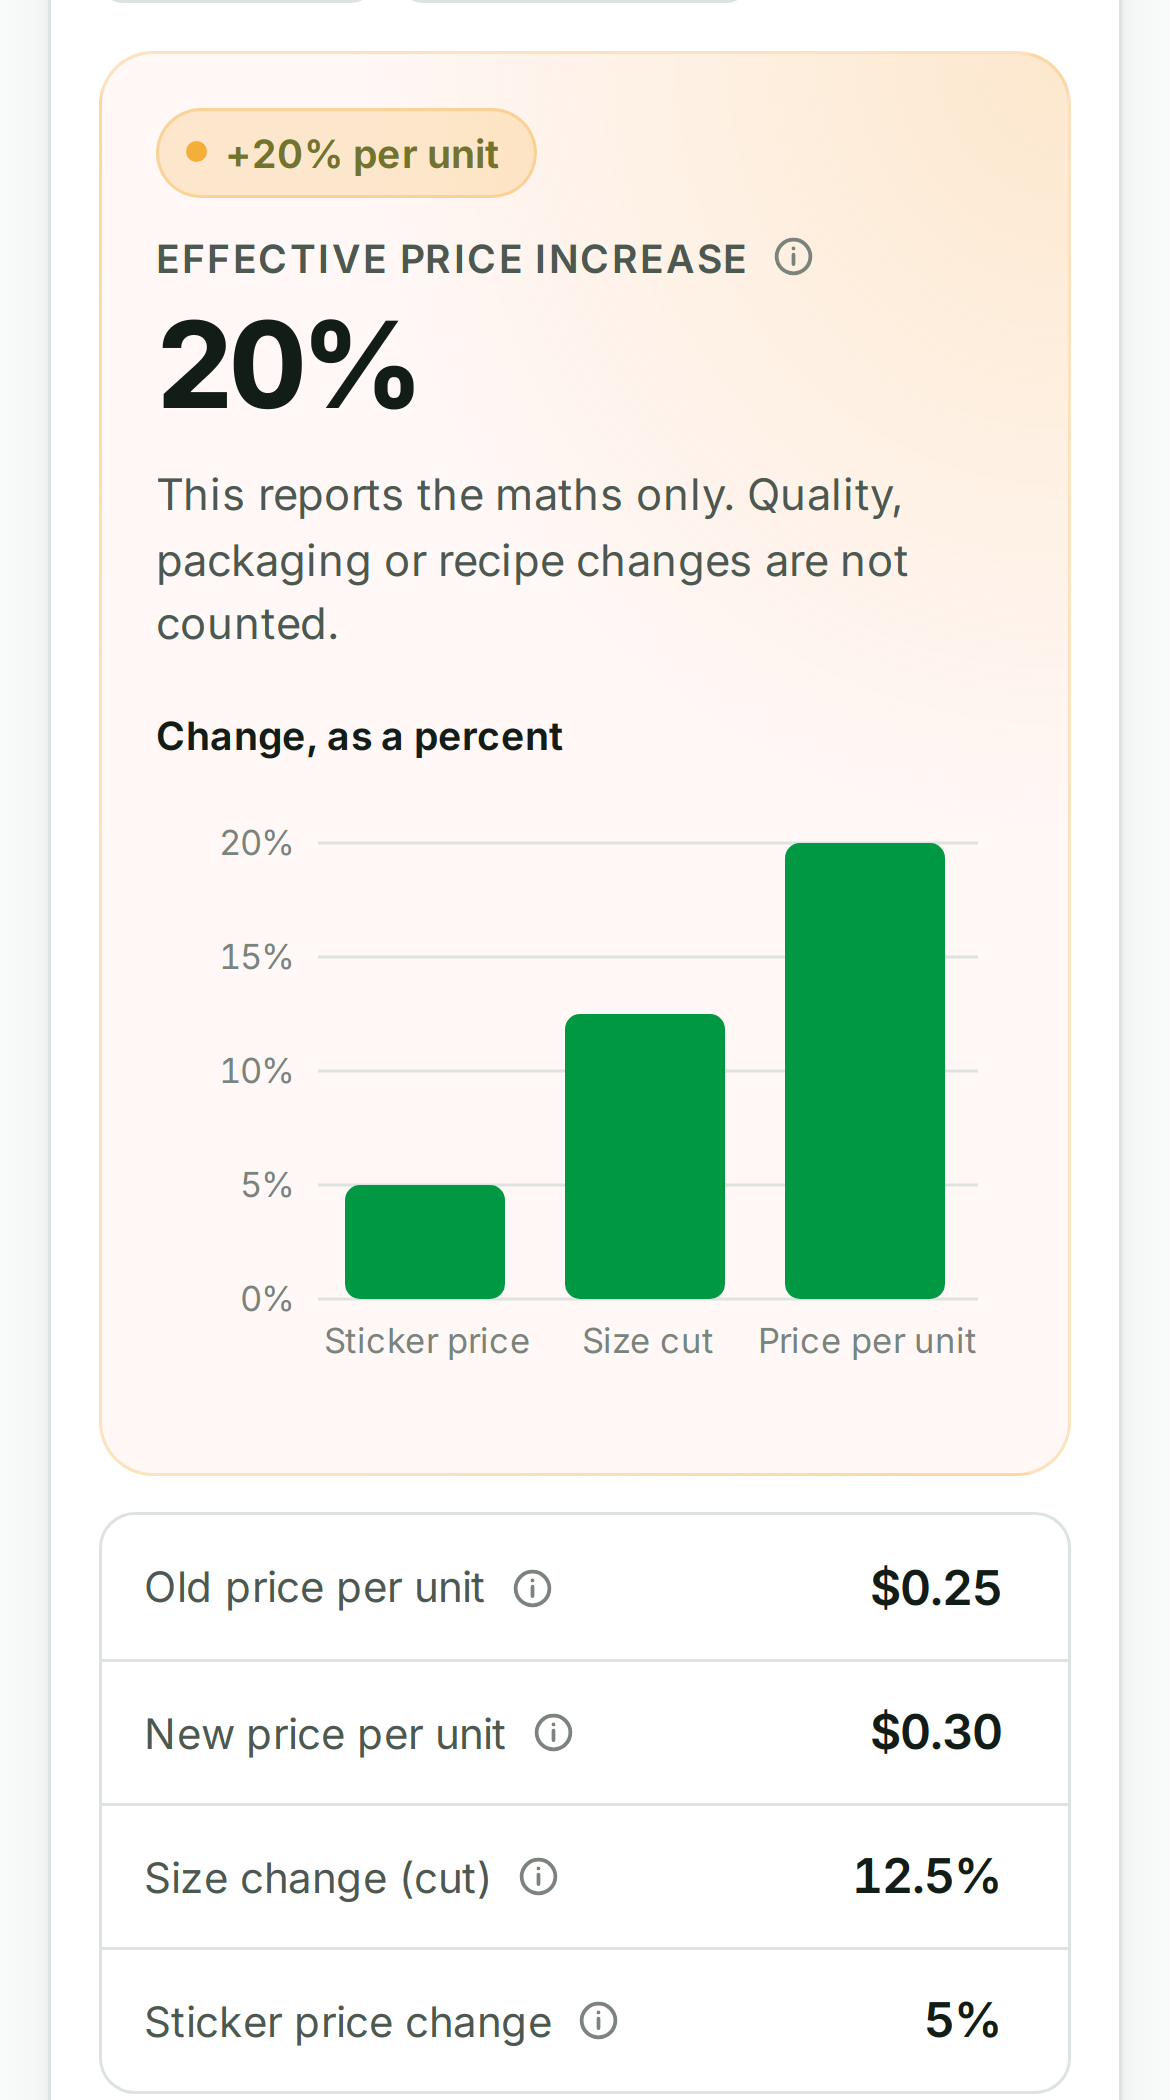 +20% per unit
EFFECTIVE PRICE INCREASE
20%
This reports the maths only. Quality,
packaging or recipe changes are not
counted.
Change, as a percent
20%
15%
10%
5%
0%
Sticker price Size cut Price per unit
Old price per unit $0.25
New price per unit $0.30
Size change (cut) 12.5%
Sticker price change 5%